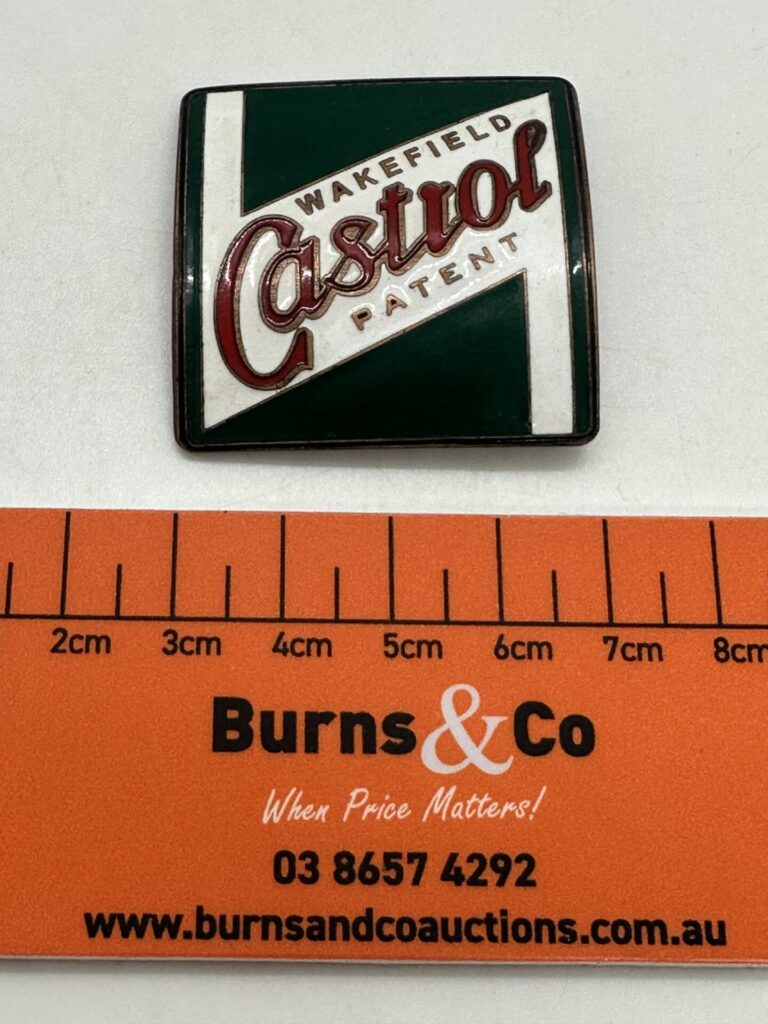 WAKEFIELD
Castrol
PATENT
2cm 3cm 4cm 5cm 6cm 7cm 8cm
Burns & Co
When Price Matters!
03 8657 4292
www.burnsandcoauctions.com.au